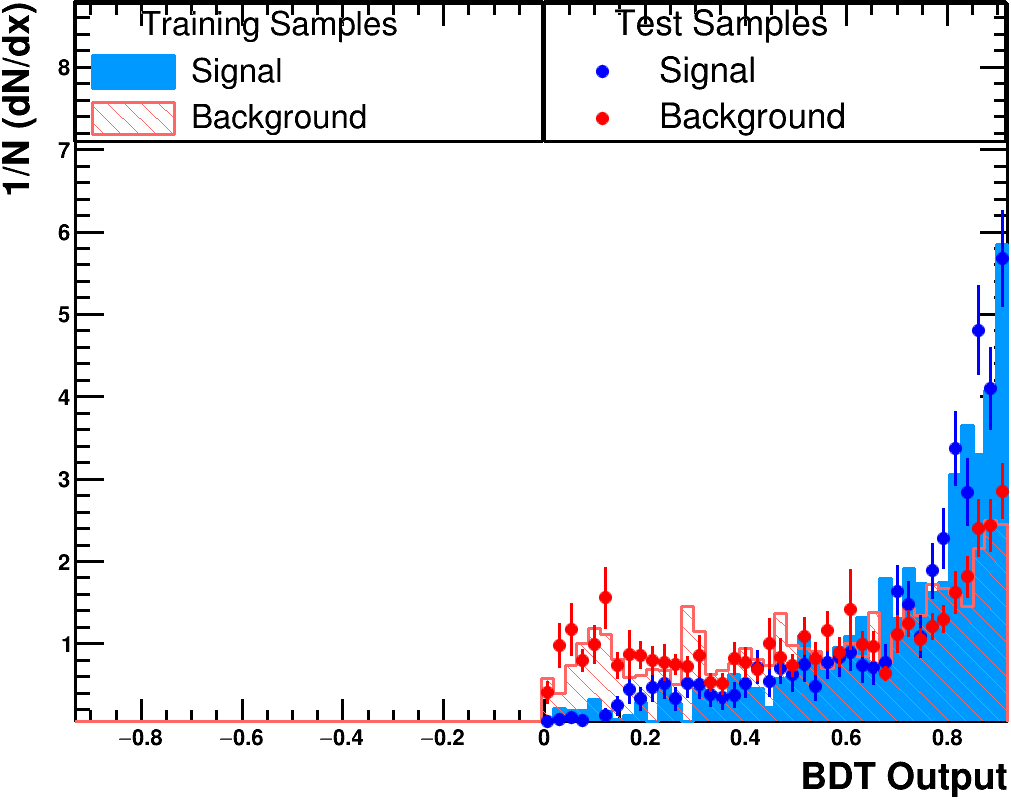 1/N (dN/dx)
Training Samples
Signal
Background
Test Samples
Signal
Background
8
7
6
5
4
3
2
1
−0.8 −0.6 −0.4 −0.2 0 0.2 0.4 0.6 0.8
BDT Output